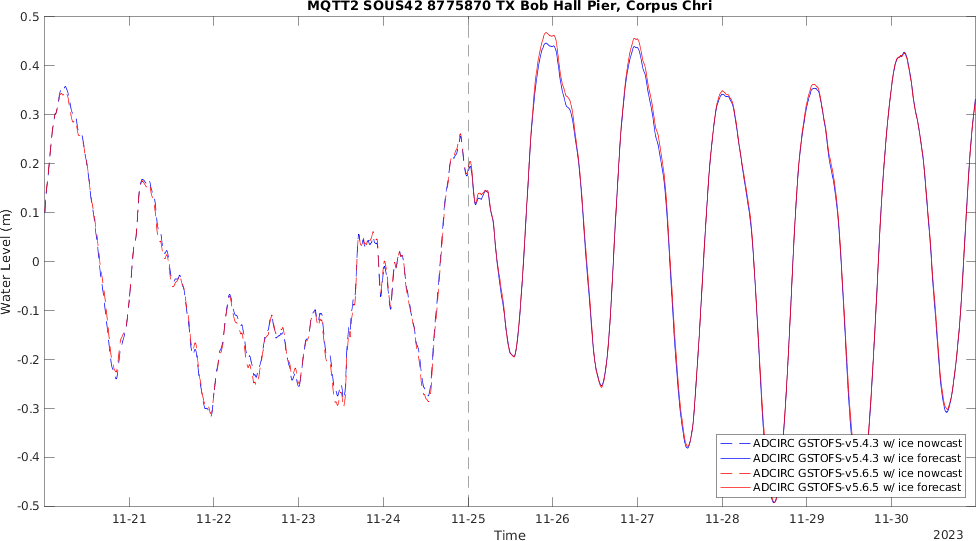 MQTT2 SOUS42 8775870 TX Bob Hall Pier, Corpus Chri
0.5
0.4
0.3
0.2
0.1
0
-0.1
-0.2
-0.3
-0.4
-0.5
Water Level (m)
ADCIRC GSTOFS-v5.4.3 w/ ice nowcast
ADCIRC GSTOFS-v5.4.3 w/ ice forecast
ADCIRC GSTOFS-v5.6.5 w/ ice nowcast
ADCIRC GSTOFS-v5.6.5 w/ ice forecast
11-21 11-22 11-23 11-24 11-25 11-26 11-27 11-28 11-29 11-30
Time
2023